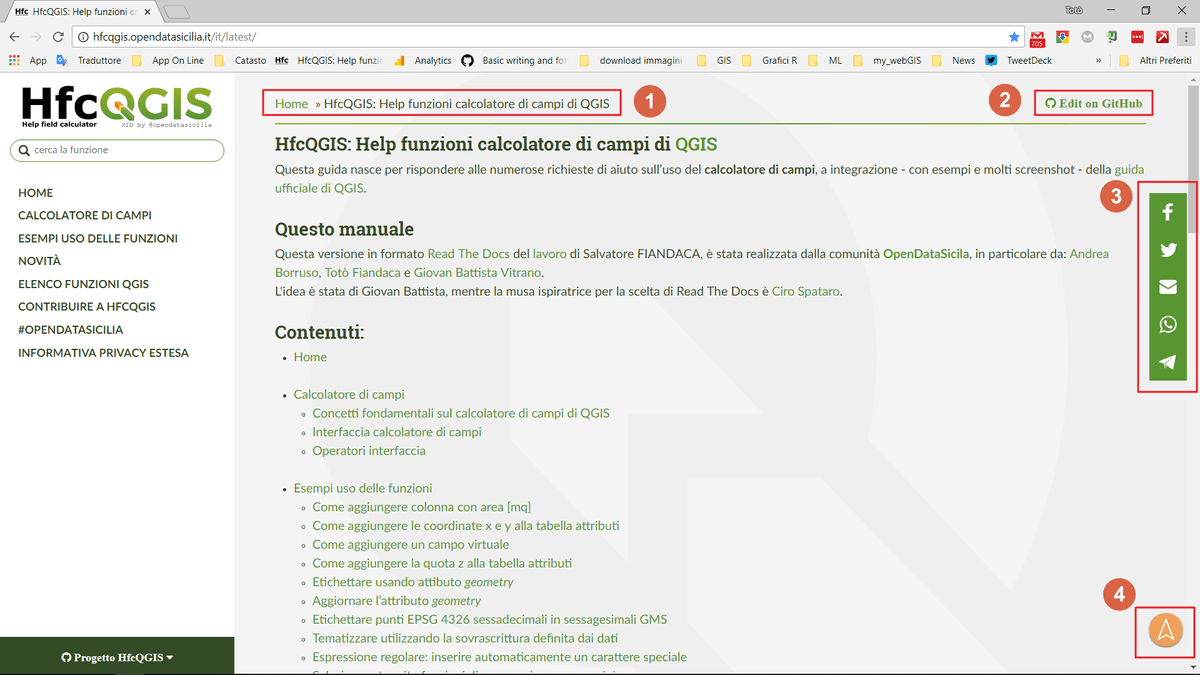 Hfc HfcQGIS: Help funzioni ca
Totò
hfcqgis.opendatasicilia.it/it/latest/
705
App Traduttore App On Line Catasto Hfc HfcQGIS: Help funzio Analytics Basic writing and for download immagini GIS Grafici R ML my_webGIS News TweetDeck » Altri Preferiti
HfcQGIS
Help field calculator RTD by @opendatasicilia
cerca la funzione
HOME
CALCOLATORE DI CAMPI
ESEMPI USO DELLE FUNZIONI
NOVITÀ
ELENCO FUNZIONI QGIS
CONTRIBUIRE A HFCQGIS
#OPENDATASICILIA
INFORMATIVA PRIVACY ESTESA
Progetto HfcQGIS
Home » HfcQGIS: Help funzioni calcolatore di campi di QGIS
1
2
Edit on GitHub
HfcQGIS: Help funzioni calcolatore di campi di QGIS
Questa guida nasce per rispondere alle numerose richieste di aiuto sull'uso del calcolatore di campi, a integrazione - con esempi e molti screenshot - della guida
ufficiale di QGIS.
3
Questo manuale
Questa versione in formato Read The Docs del lavoro di Salvatore FIANDACA, è stata realizzata dalla comunità OpenDataSicila, in particolare da: Andrea
Borruso, Totò Fiandaca e Giovan Battista Vitrano.
L'idea è stata di Giovan Battista, mentre la musa ispiratrice per la scelta di Read The Docs è Ciro Spataro.
Contenuti:
Home
Calcolatore di campi
Concetti fondamentali sul calcolatore di campi di QGIS
Interfaccia calcolatore di campi
Operatori interfaccia
Esempi uso delle funzioni
Come aggiungere colonna con area [mq]
Come aggiungere le coordinate x e y alla tabella attributi
Come aggiungere un campo virtuale
Come aggiungere la quota z alla tabella attributi
Etichettare usando attibuto geometry
Aggiornare l'attributo geometry
Etichettare punti EPSG 4326 sessadecimali in sessagesimali GMS
Tematizzare utilizzando la sovrascrittura definita dai dati
Espressione regolare: inserire automaticamente un carattere speciale
4